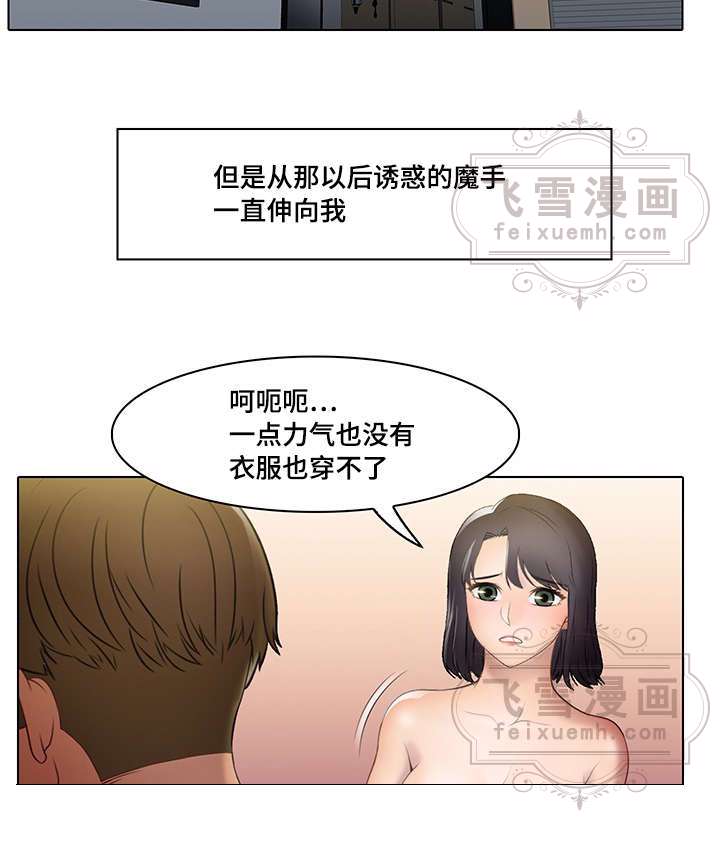 但是从那以后诱惑的魔手
一直伸向我
飞雪漫画
feixuemh.com
呵呃呃...
一点力气也没有
衣服也穿不了
飞雪漫画
feixuemh.com